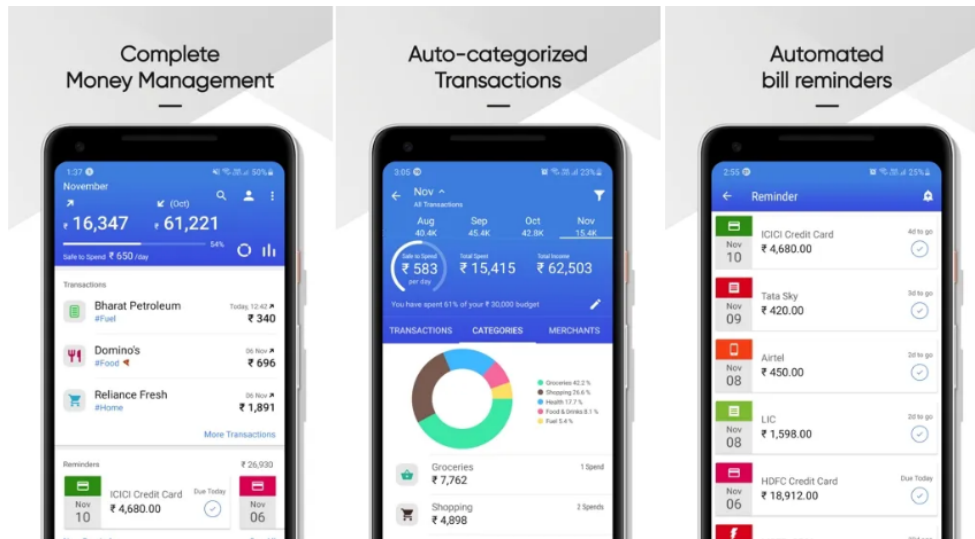 Complete
Money Management
1:37 50%
November
(Oct)
₹ 16,347 ₹ 61,221
54%
Safe to Spend ₹ 650 /day
Transactions
Bharat Petroleum Today, 12:42
#Fuel ₹ 340
Domino's 06 Nov
#Food ₹ 696
Reliance Fresh 06 Nov
#Home ₹ 1,891
More Transactions
Reminders ₹ 26,930
ICICI Credit Card Due Today
Nov Nov
10 ₹ 4,680.00 06
Auto-categorized
Transactions
3:05 23%
Nov
All Transactions
Aug Sep Oct Nov
40.4K 45.4K 42.8K 15.4K
Safe to Spend Total Spend Total Income
₹ 583 ₹ 15,415 ₹ 62,503
per day
You have spent 61% of your ₹ 30,000 budget
TRANSACTIONS CATEGORIES MERCHANTS
Groceries 42.2 %
Shopping 26.6 %
Health 17.7 %
Food & Drinks 8.1 %
Fuel 5.4 %
Groceries 1 Spend
₹ 7,762
Shopping 2 Spends
₹ 4,898
Automated
bill reminders
2:55 25%
Reminder
ICICI Credit Card 4d to go
Nov ₹ 4,680.00
10
Tata Sky 3d to go
Nov ₹ 420.00
09
Airtel 2d to go
Nov ₹ 450.00
08
LIC 2d to go
Nov ₹ 1,598.00
08
HDFC Credit Card Due Today
Nov ₹ 18,912.00
06